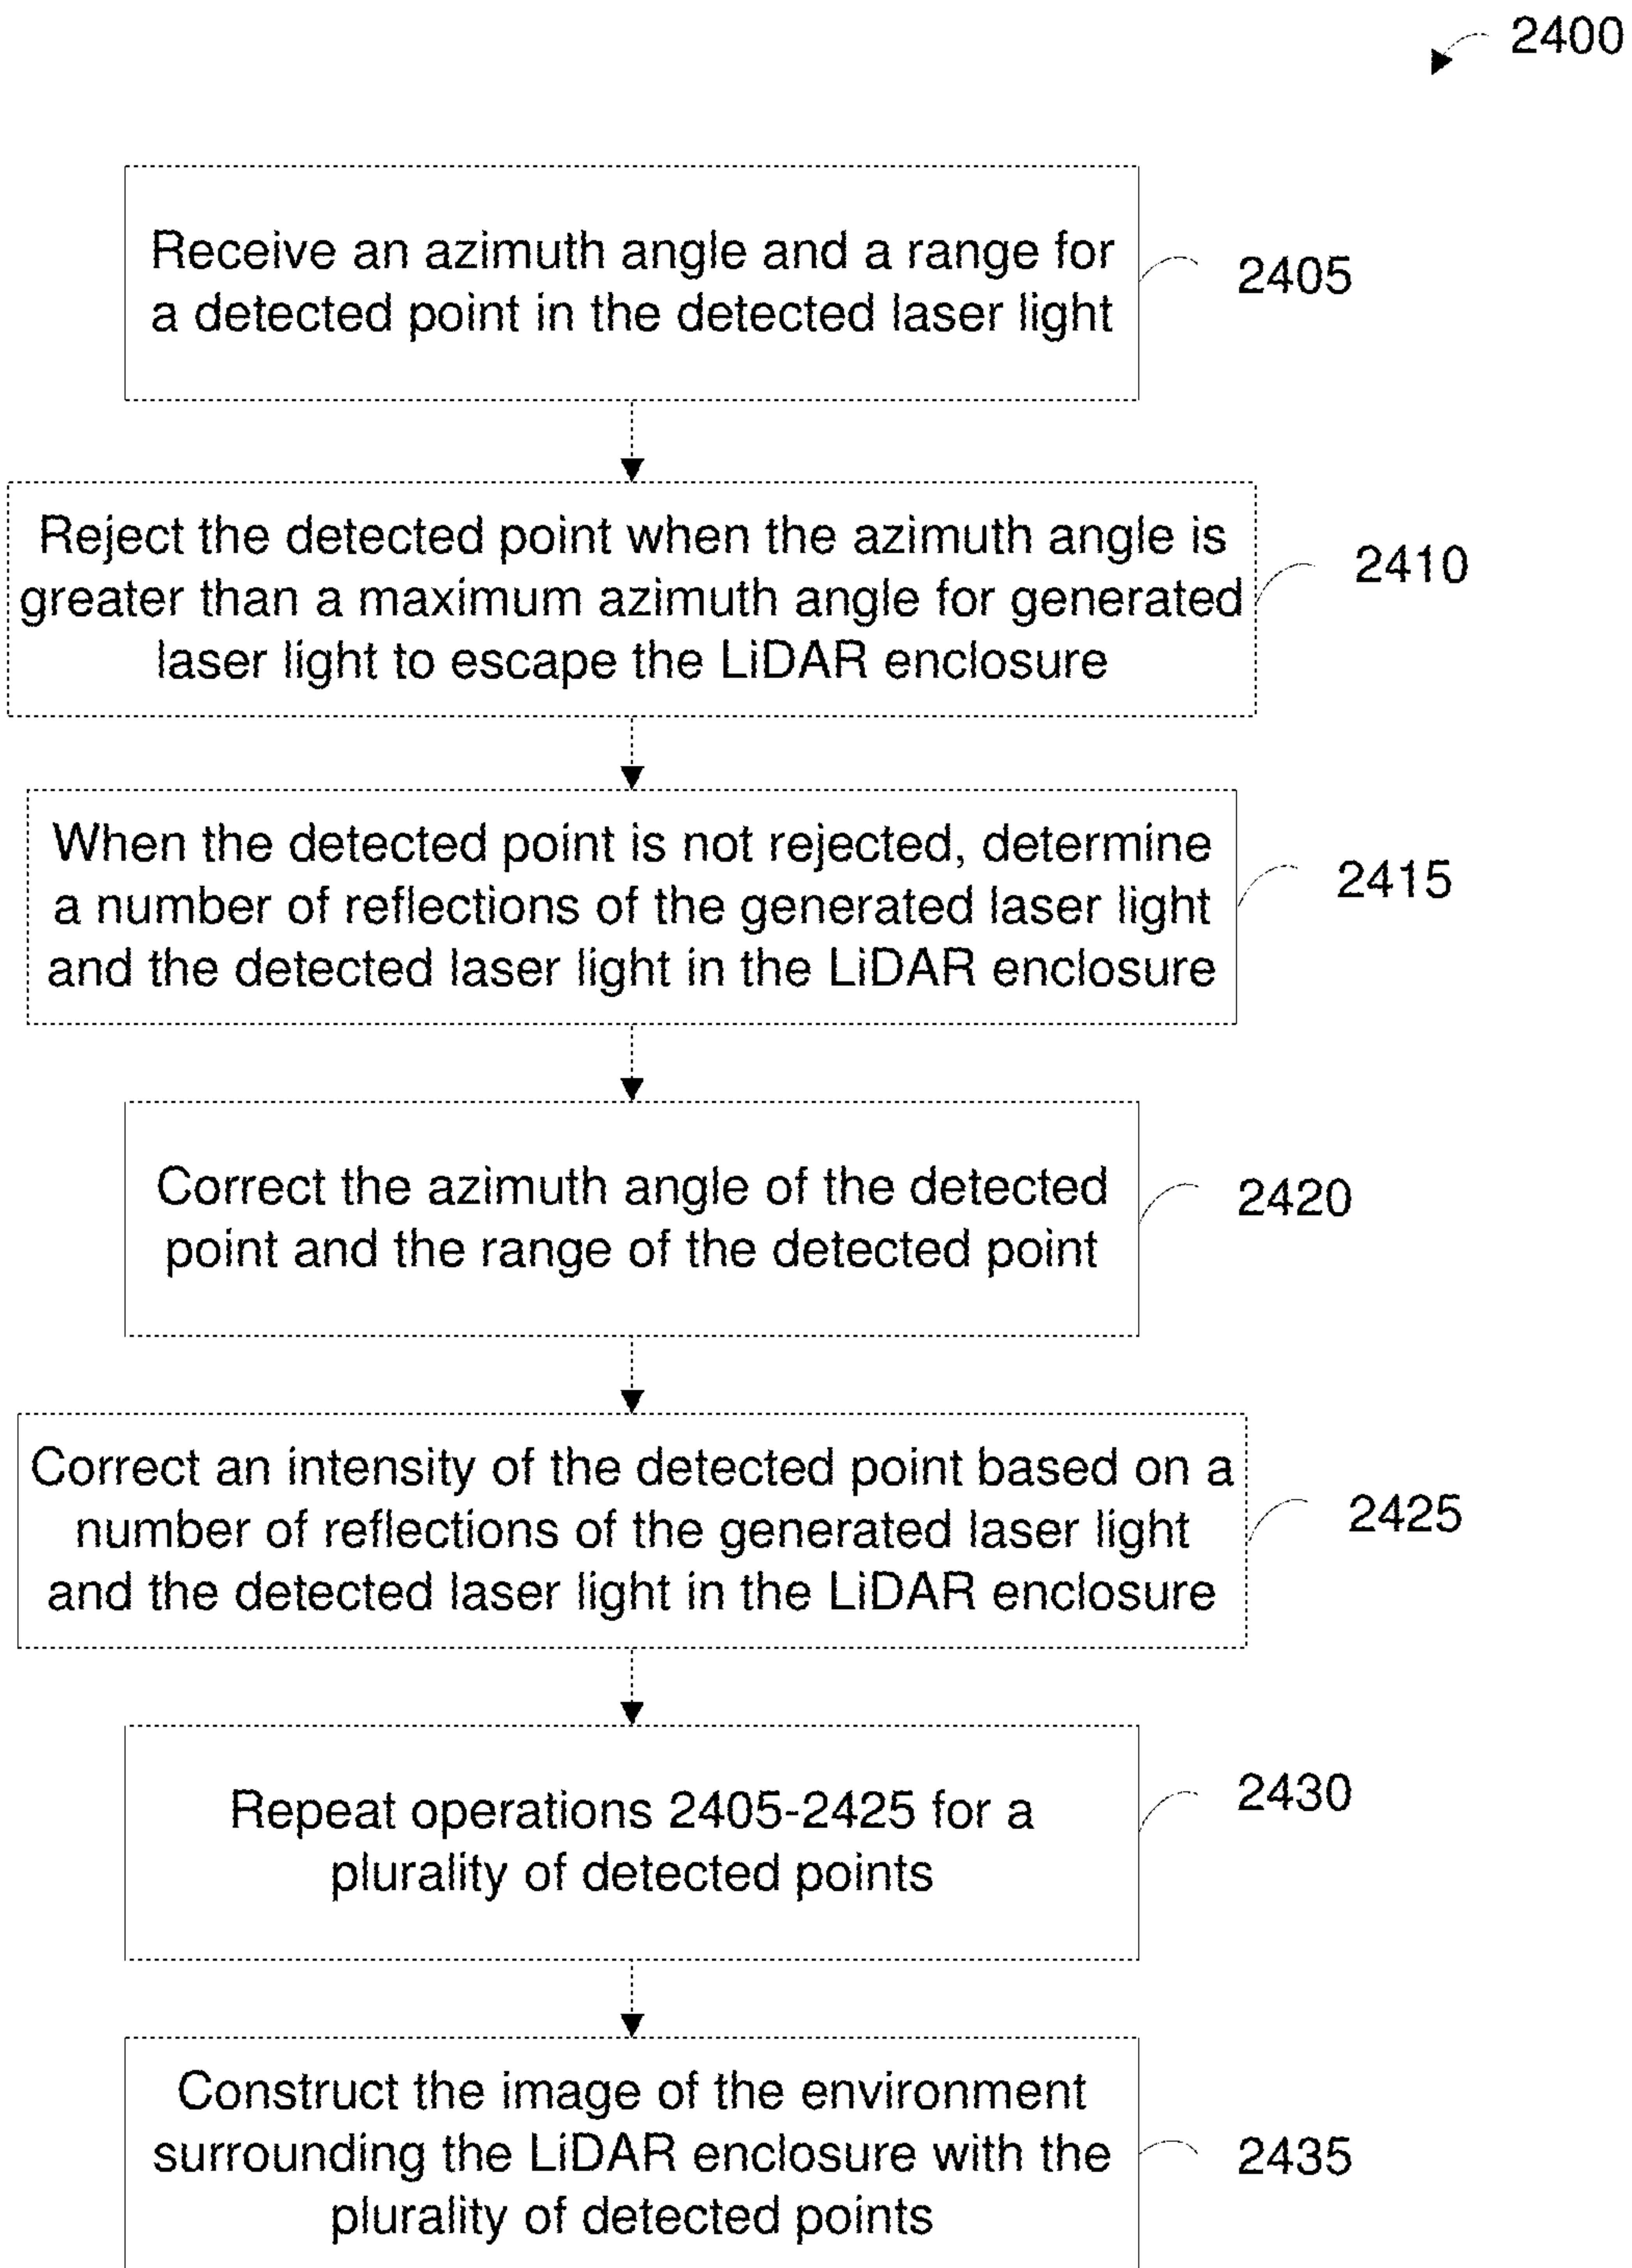 2400
Receive an azimuth angle and a range for
a detected point in the detected laser light
2405
Reject the detected point when the azimuth angle is
greater than a maximum azimuth angle for generated
laser light to escape the LiDAR enclosure
2410
When the detected point is not rejected, determine
a number of reflections of the generated laser light
and the detected laser light in the LiDAR enclosure
2415
Correct the azimuth angle of the detected
point and the range of the detected point
2420
Correct an intensity of the detected point based on a
number of reflections of the generated laser light
and the detected laser light in the LiDAR enclosure
2425
Repeat operations 2405-2425 for a
plurality of detected points
2430
Construct the image of the environment
surrounding the LiDAR enclosure with the
plurality of detected points
2435